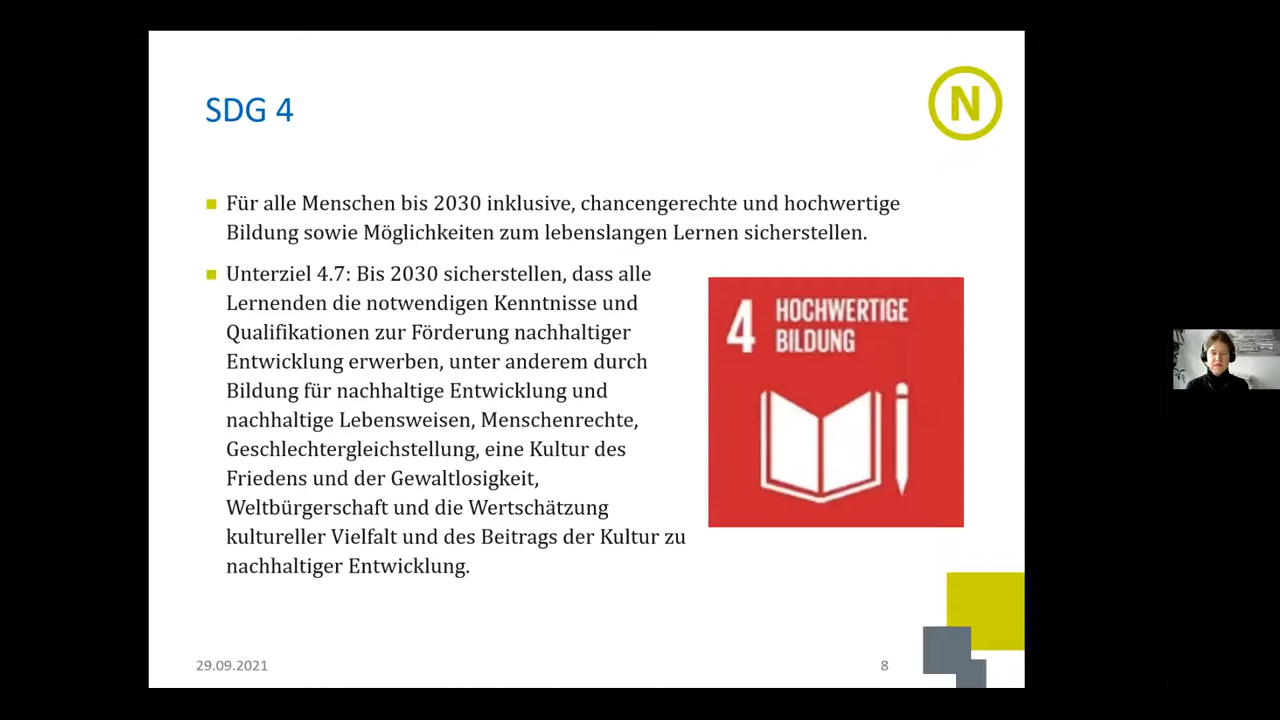 SDG 4
N
Für alle Menschen bis 2030 inklusive, chancengerechte und hochwertige
Bildung sowie Möglichkeiten zum lebenslangen Lernen sicherstellen.
Unterziel 4.7: Bis 2030 sicherstellen, dass alle
Lernenden die notwendigen Kenntnisse und
Qualifikationen zur Förderung nachhaltiger
Entwicklung erwerben, unter anderem durch
Bildung für nachhaltige Entwicklung und
nachhaltige Lebensweisen, Menschenrechte,
Geschlechtergleichstellung, eine Kultur des
Friedens und der Gewaltlosigkeit,
Weltbürgerschaft und die Wertschätzung
kultureller Vielfalt und des Beitrags der Kultur zu
nachhaltiger Entwicklung.
4 HOCHWERTIGE
BILDUNG
29.09.2021
8